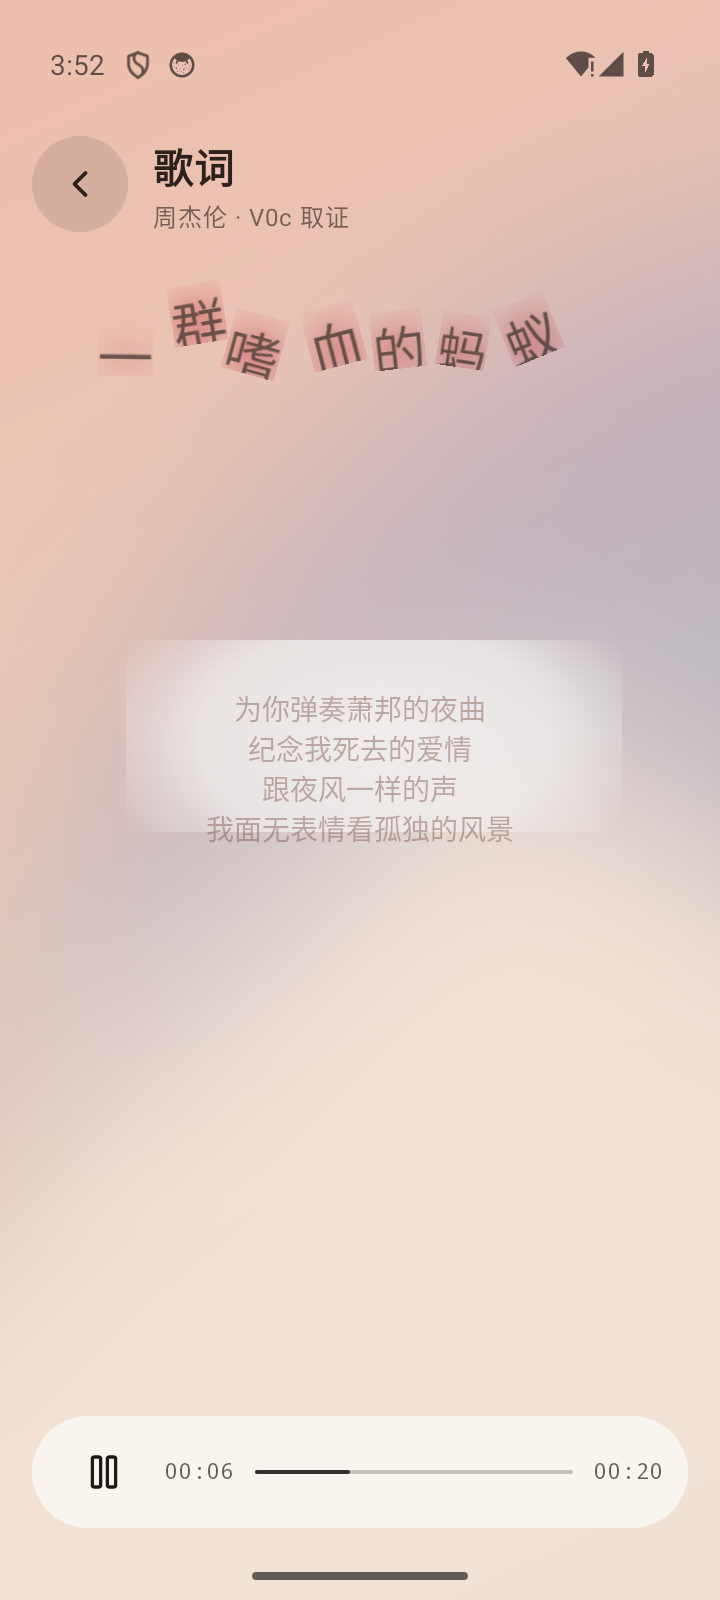 3:52
歌词
周杰伦 · V0c 取证
一群嗜血的蚂蚁
为你弹奏萧邦的夜曲
纪念我死去的爱情
跟夜风一样的声
我面无表情看孤独的风景
00:06
00:20